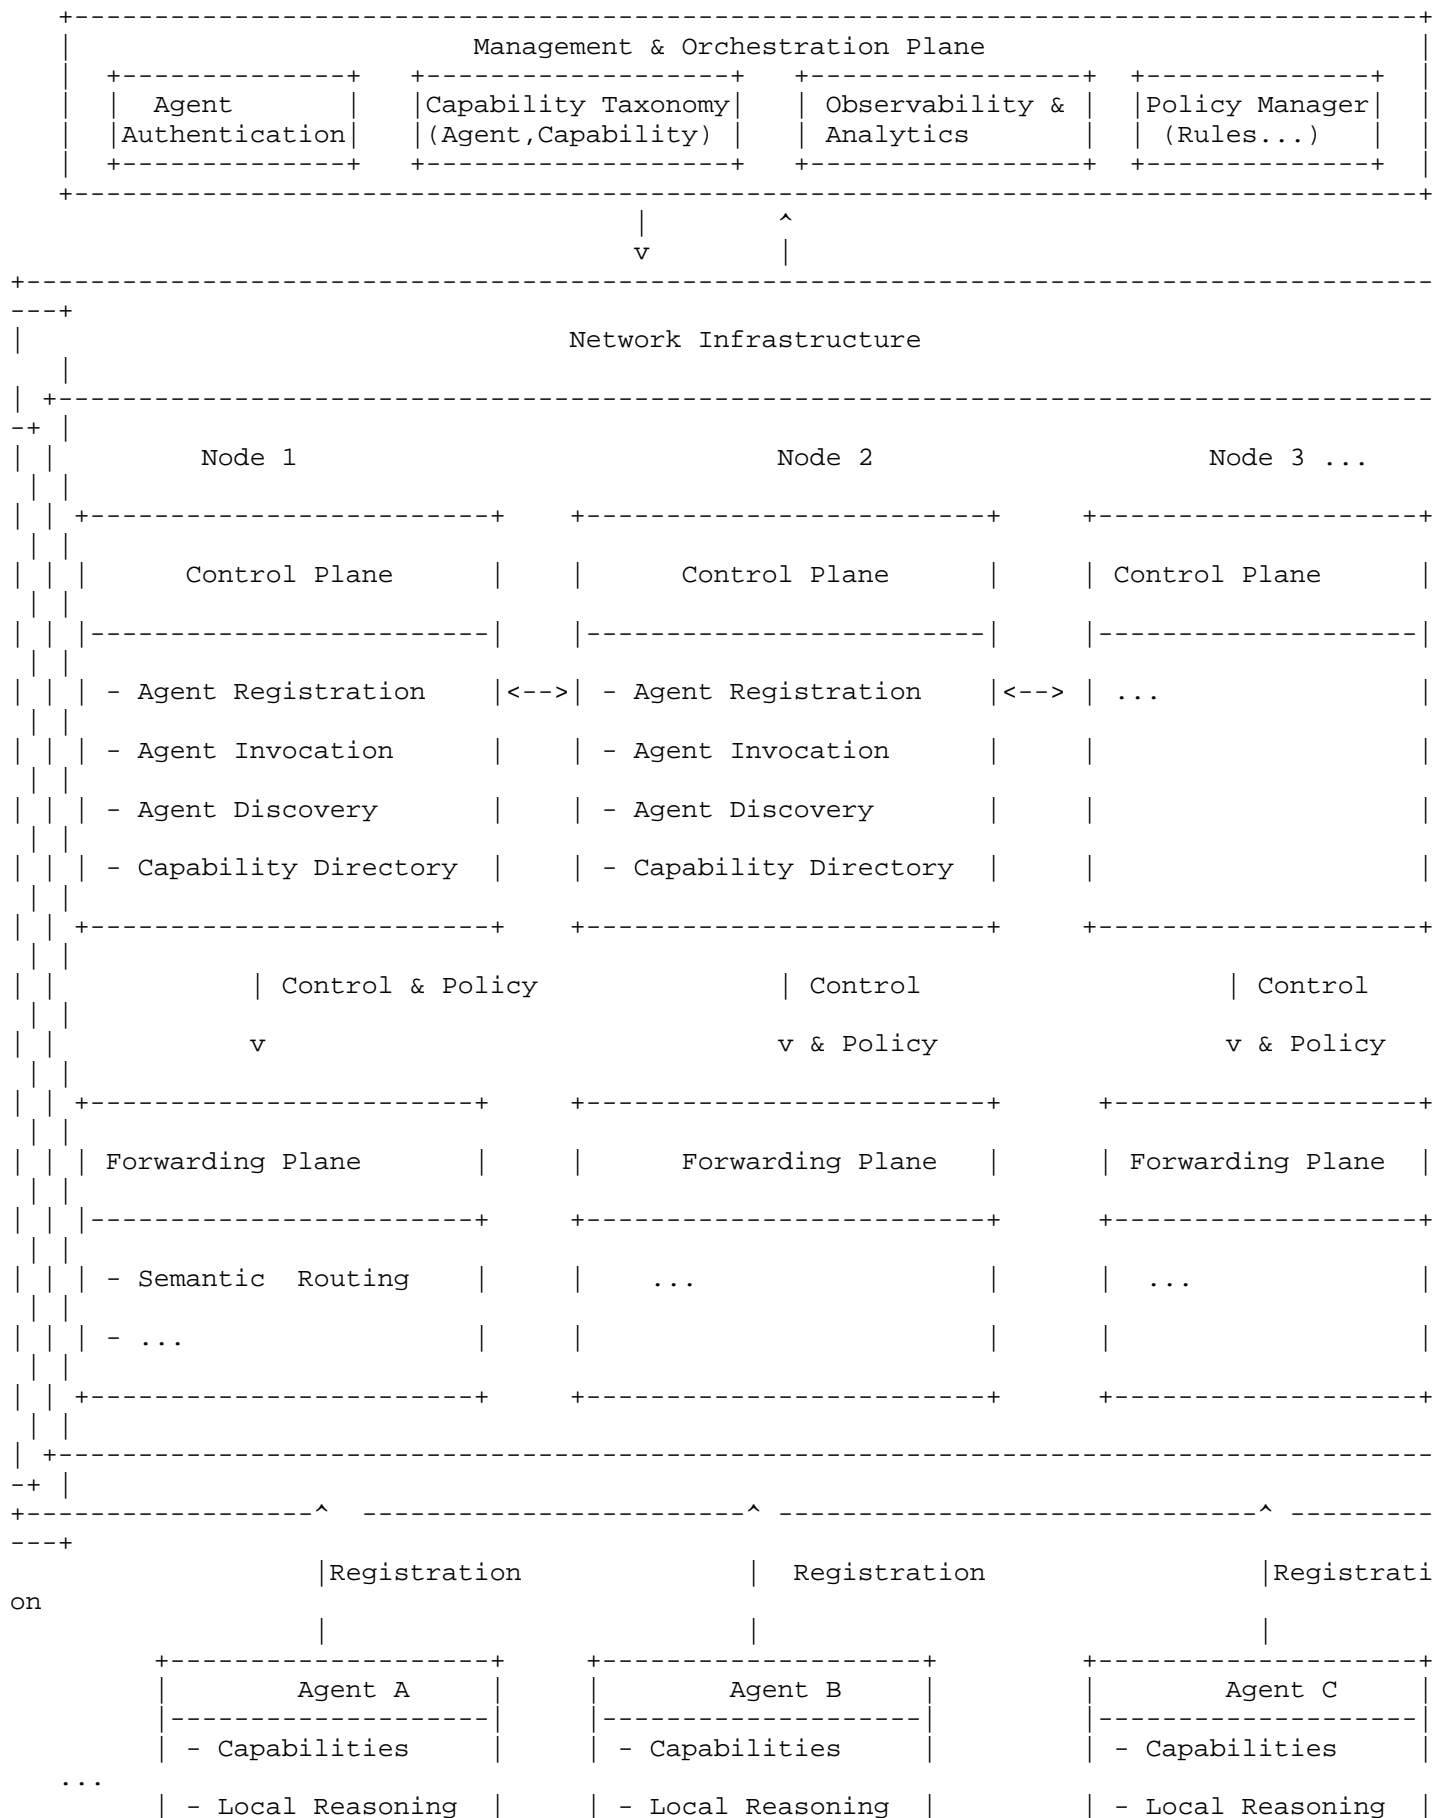 +------------------------------------------------------------------------------------+
|                         Management & Orchestration Plane                           |
|  +--------------+   +-------------------+   +-----------------+  +--------------+  |
|  |  Agent       |   |Capability Taxonomy|   | Observability & |  |Policy Manager|  |
|  |Authentication|   |(Agent,Capability) |   | Analytics       |  | (Rules...)   |  |
|  +--------------+   +-------------------+   +-----------------+  +--------------+  |
+------------------------------------------------------------------------------------+
|        ^
v        |
+----------------------------------------------------------------------------------------
---+
|                                  Network Infrastructure
   |
| +--------------------------------------------------------------------------------------
-+ |
| |         Node 1                              Node 2                     Node 3 ...
 | |
| | +-------------------------+    +-------------------------+     +--------------------+
 | |
| | |      Control Plane      |    |      Control Plane      |     | Control Plane      |
 | |
| | |-------------------------|    |-------------------------|     |--------------------|
 | |
| | | - Agent Registration    |<-->| - Agent Registration    |<--> | ...                |
 | |
| | | - Agent Invocation      |    | - Agent Invocation      |     |                    |
 | |
| | | - Agent Discovery       |    | - Agent Discovery       |     |                    |
 | |
| | | - Capability Directory  |    | - Capability Directory  |     |                    |
 | |
| | +-------------------------+    +-------------------------+     +--------------------+
 | |
| |            | Control & Policy               | Control                   | Control
 | |
| |            v                                v & Policy                  v & Policy
 | |
| | +------------------------+     +-------------------------+      +-------------------+
 | |
| | | Forwarding Plane       |     |      Forwarding Plane   |      | Forwarding Plane  |
 | |
| | |------------------------+     +-------------------------+      +-------------------+
 | |
| | | - Semantic  Routing    |     |    ...                  |      |  ...              |
 | |
| | | - ...                  |     |                         |      |                   |
 | |
| | +------------------------+     +-------------------------+      +-------------------+
 | |
| +--------------------------------------------------------------------------------------
-+ |
+------------------^  ------------------------^ ------------------------------^ ---------
---+
|Registration              |  Registration                 |Registrati
on
|                          |                               |
+--------------------+     +--------------------+         +--------------------+
|        Agent A     |     |        Agent B     |         |        Agent C     |
|--------------------|     |--------------------|         |--------------------|
| - Capabilities     |     | - Capabilities     |         | - Capabilities     |
...
| - Local Reasoning  |     | - Local Reasoning  |         | - Local Reasoning  |